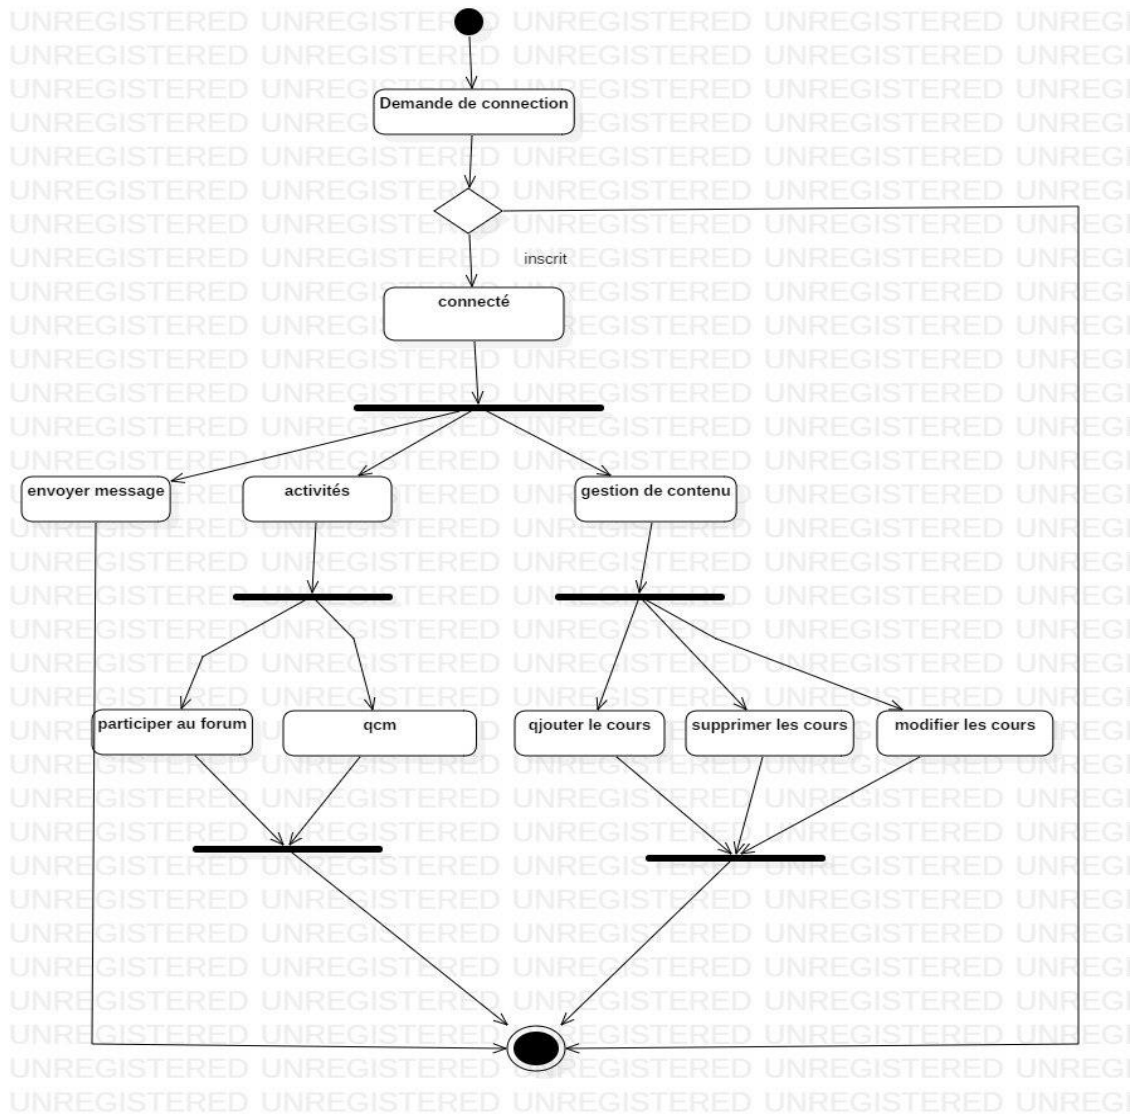 Demande de connection
inscrit
connecté
envoyer message
activités
gestion de contenu
participer au forum
qcm
qjouter le cours
supprimer les cours
modifier les cours
UNREGISTERED